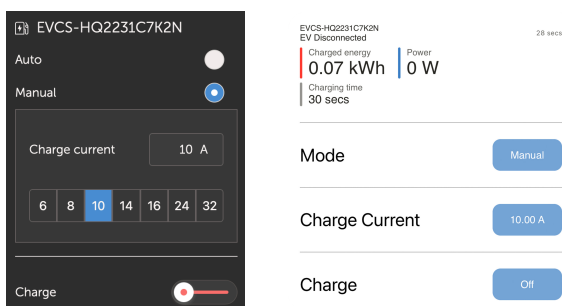 EVCS-HQ2231C7K2N
Auto
Manual
Charge current
10 A
6 8 10 14 16 24 32
Charge
EVCS-HQ2231C7K2N
EV Disconnected
28 secs
Charged energy
0.07 kWh
Power
0 W
Charging time
30 secs
Mode
Manual
Charge Current
10.00 A
Charge
Off